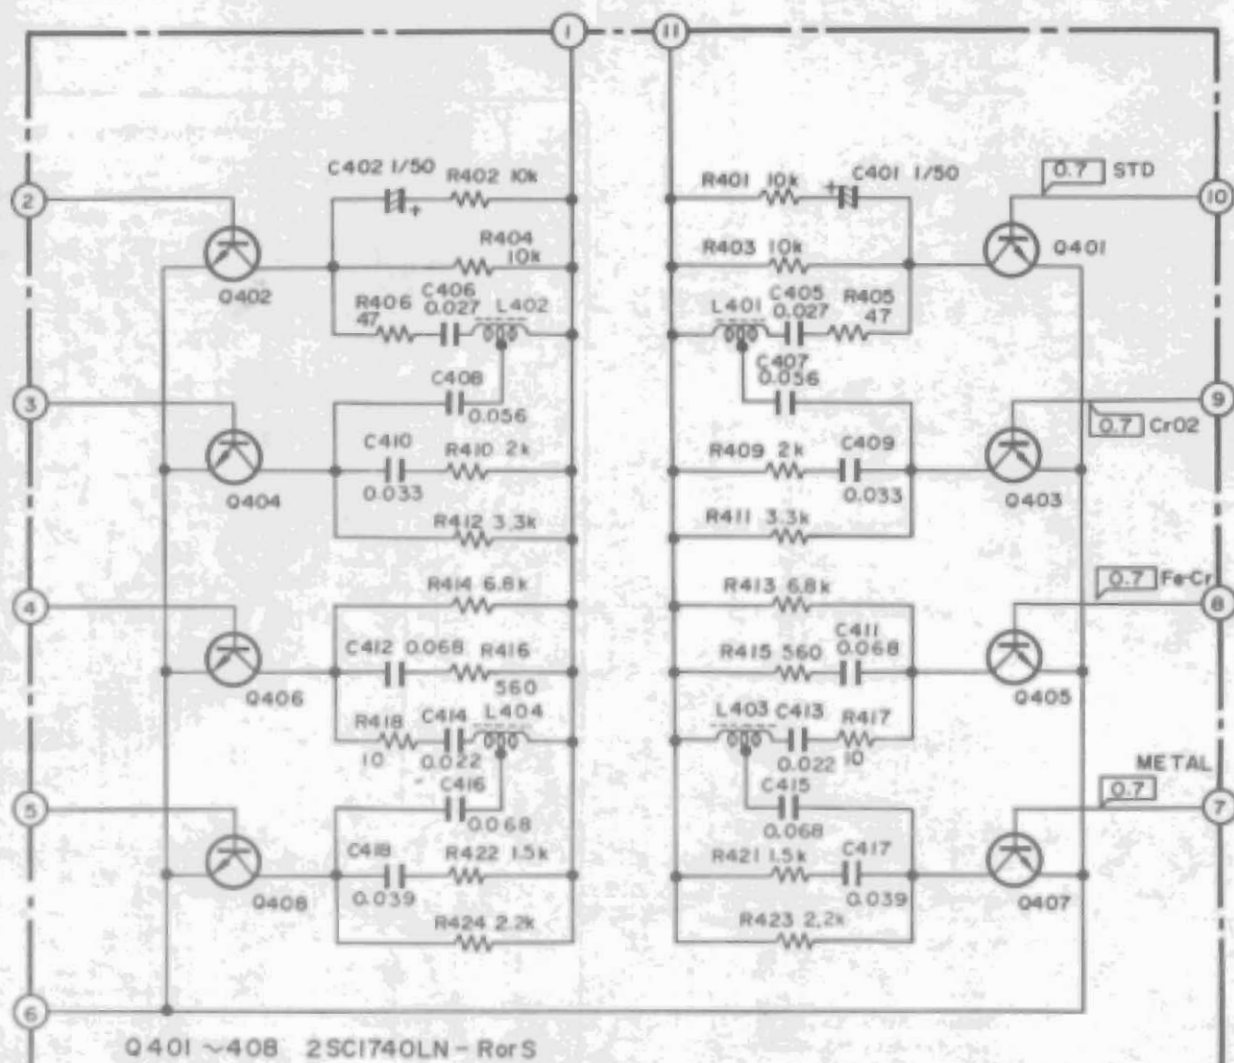 1 11
C402 1/50 R402 10k R401 10k C401 1/50 0.7 STD
2 + + 10
R404 10k R403 10k Q401
Q402 C406 0.027 L402 L401 C405 0.027 R405 47
R406 47
C408 C407 0.056
3 0.056 9
C410 R410 2k R409 2k C409 0.7 CrO2
Q404 0.033 0.033 Q403
R412 3.3k R411 3.3k
R414 6.8k R413 6.8k 0.7 Fe-Cr
4 8
C412 0.068 R416 R415 560 C411 0.068
Q406 560 Q405
R418 C414 L404 L403 C413 R417
10 0.022 0.022 10
C416 C415 METAL
5 0.068 0.068 0.7 7
C418 R422 1.5k R421 1.5k C417
Q408 0.039 0.039 Q407
R424 2.2k R423 2.2k
6
Q401 ~408 2SC1740LN - R or S